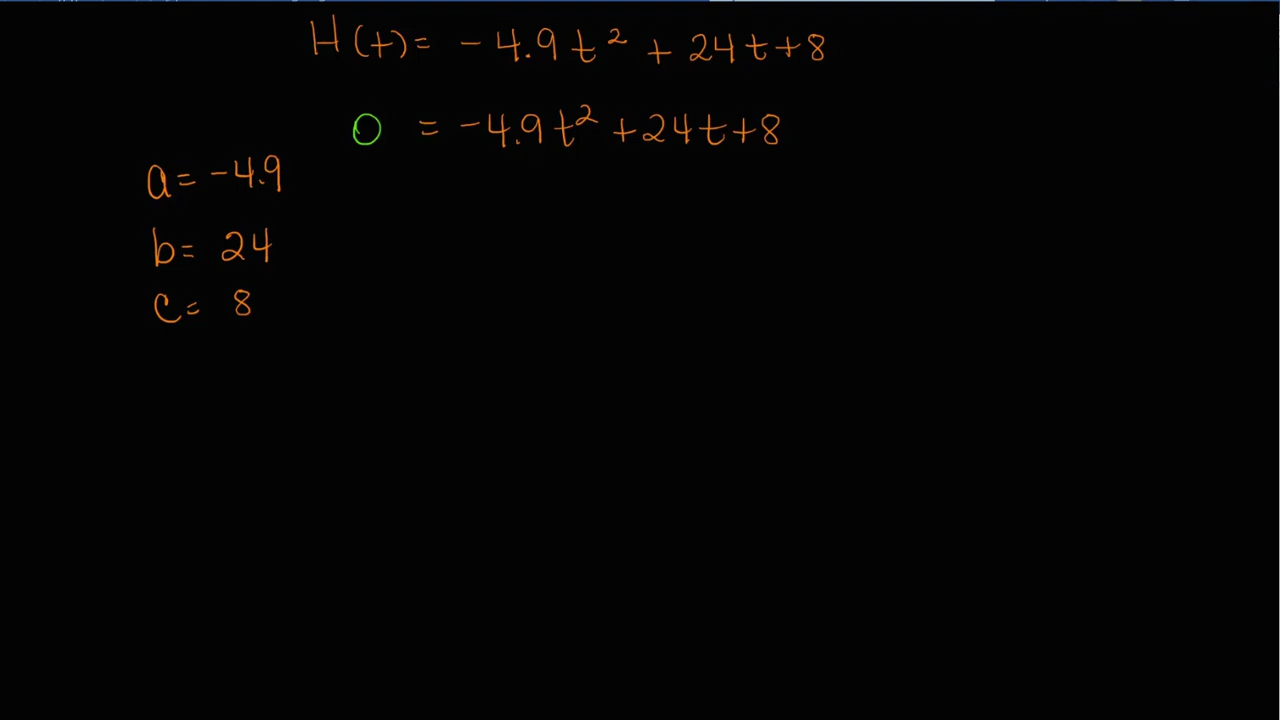 H(t)= -4.9t² + 24t+8
0 = -4.9t² +24t+8
a= -4.9
b= 24
c= 8